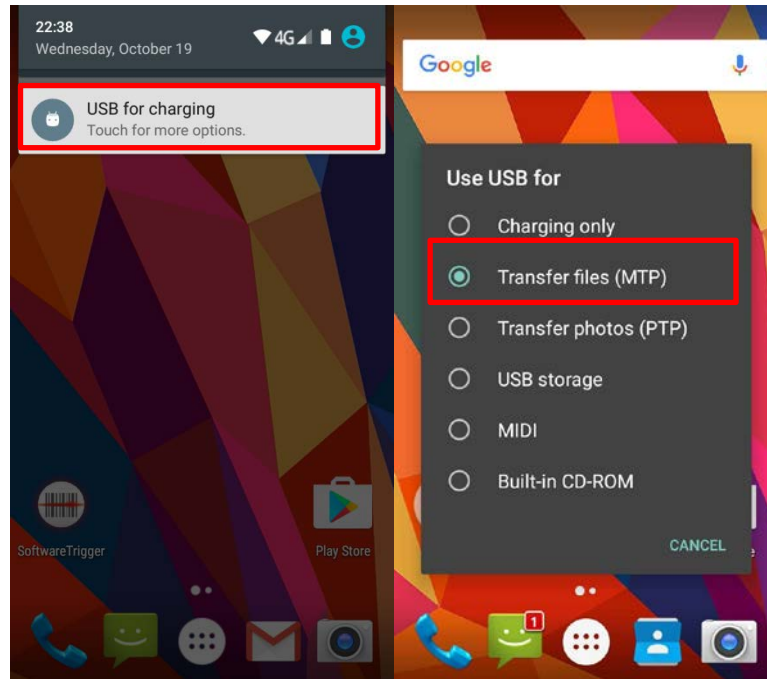 22:38
Wednesday, October 19
4G
USB for charging
Touch for more options.
SoftwareTrigger
Play Store
Google
Use USB for
Charging only
Transfer files (MTP)
Transfer photos (PTP)
USB storage
MIDI
Built-in CD-ROM
CANCEL
1